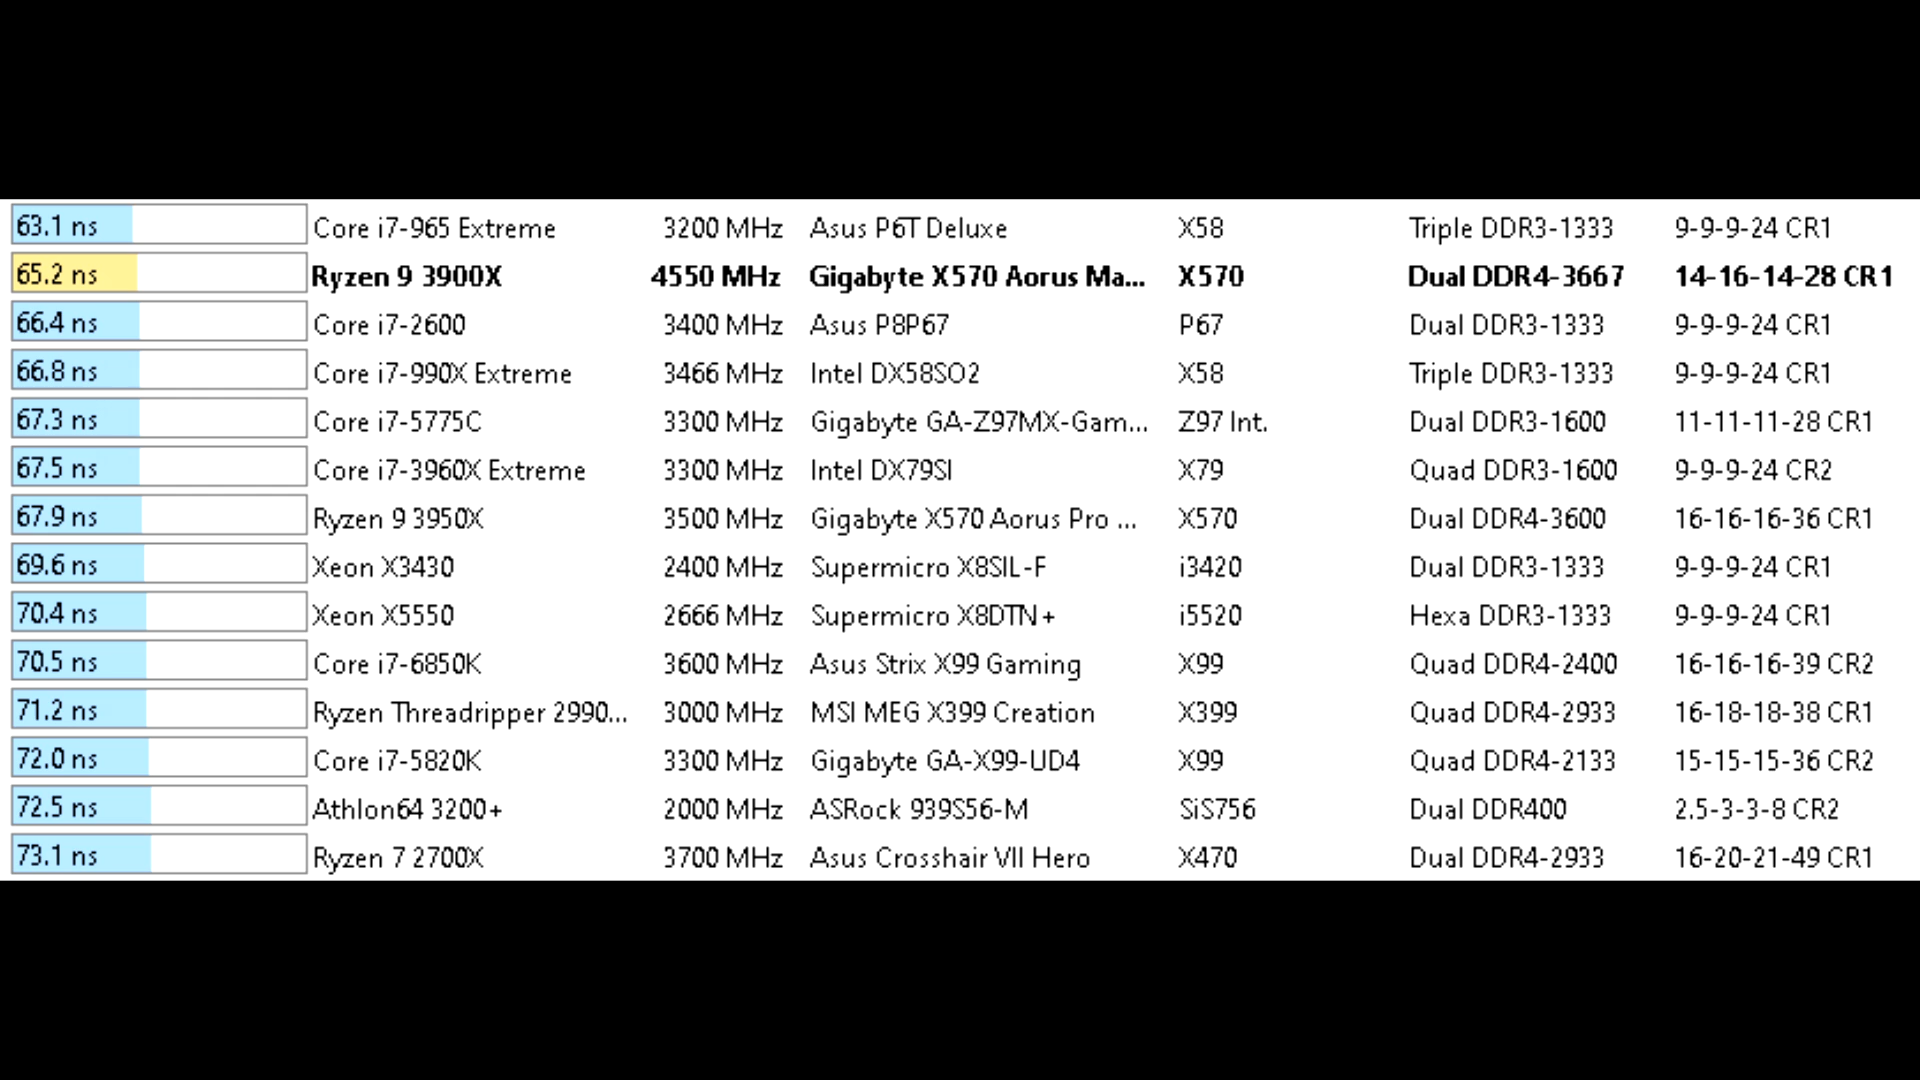 63.1 ns Core i7-965 Extreme 3200 MHz Asus P6T Deluxe X58 Triple DDR3-1333 9-9-9-24 CR1
65.2 ns Ryzen 9 3900X 4550 MHz Gigabyte X570 Aorus Ma... X570 Dual DDR4-3667 14-16-14-28 CR1
66.4 ns Core i7-2600 3400 MHz Asus P8P67 P67 Dual DDR3-1333 9-9-9-24 CR1
66.8 ns Core i7-990X Extreme 3466 MHz Intel DX58SO2 X58 Triple DDR3-1333 9-9-9-24 CR1
67.3 ns Core i7-5775C 3300 MHz Gigabyte GA-Z97MX-Gam... Z97 Int. Dual DDR3-1600 11-11-11-28 CR1
67.5 ns Core i7-3960X Extreme 3300 MHz Intel DX79SI X79 Quad DDR3-1600 9-9-9-24 CR2
67.9 ns Ryzen 9 3950X 3500 MHz Gigabyte X570 Aorus Pro ... X570 Dual DDR4-3600 16-16-16-36 CR1
69.6 ns Xeon X3430 2400 MHz Supermicro X8SIL-F i3420 Dual DDR3-1333 9-9-9-24 CR1
70.4 ns Xeon X5550 2666 MHz Supermicro X8DTN+ i5520 Hexa DDR3-1333 9-9-9-24 CR1
70.5 ns Core i7-6850K 3600 MHz Asus Strix X99 Gaming X99 Quad DDR4-2400 16-16-16-39 CR2
71.2 ns Ryzen Threadripper 2990... 3000 MHz MSI MEG X399 Creation X399 Quad DDR4-2933 16-18-18-38 CR1
72.0 ns Core i7-5820K 3300 MHz Gigabyte GA-X99-UD4 X99 Quad DDR4-2133 15-15-15-36 CR2
72.5 ns Athlon64 3200+ 2000 MHz ASRock 939S56-M SiS756 Dual DDR400 2.5-3-3-8 CR2
73.1 ns Ryzen 7 2700X 3700 MHz Asus Crosshair VII Hero X470 Dual DDR4-2933 16-20-21-49 CR1